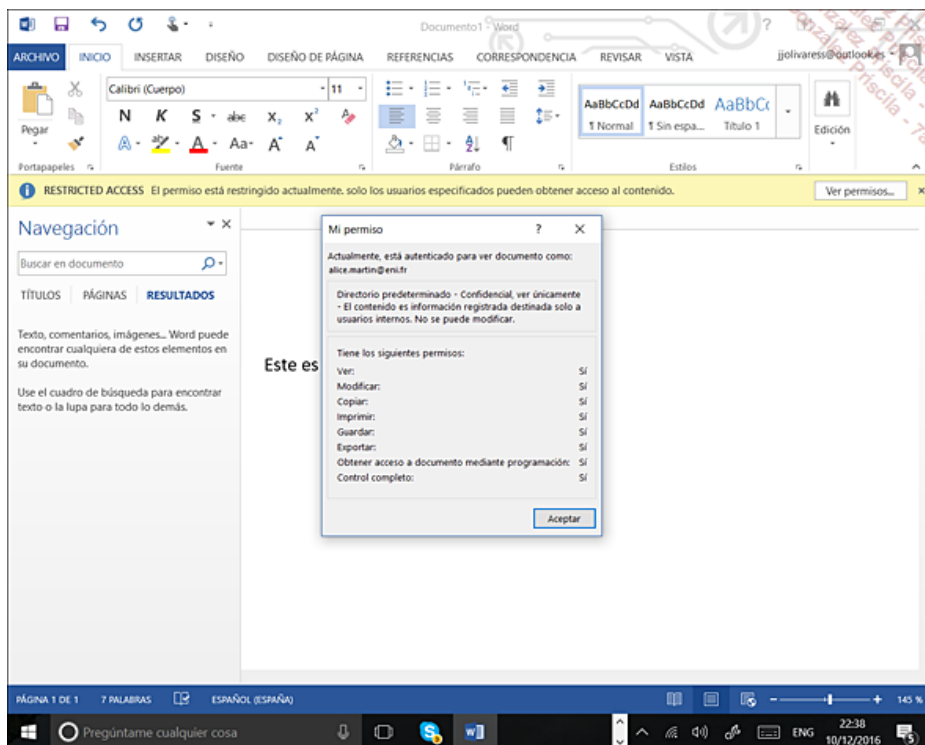 Documento1 - Word
?
ARCHIVO INICIO INSERTAR DISEÑO DISEÑO DE PÁGINA REFERENCIAS CORRESPONDENCIA REVISAR VISTA jjolivaress@outlook.es
Calibri (Cuerpo) 11
AaBbCcDd AaBbCcDd AaBbCc
Pegar
N K S abc X₂ X² Aa A A
¶ Normal ¶ Sin espa... Título 1
Edición
Portapapeles Fuente Párrafo Estilos
RESTRICTED ACCESS El permiso está restringido actualmente. solo los usuarios especificados pueden obtener acceso al contenido. Ver permisos...
Navegación
Buscar en documento
TÍTULOS PÁGINAS RESULTADOS
Texto, comentarios, imágenes... Word puede
encontrar cualquiera de estos elementos en
su documento.
Use el cuadro de búsqueda para encontrar
texto o la lupa para todo lo demás.
Este es
Mi permiso ?
Actualmente, está autenticado para ver documento como:
alice.martin@eni.fr
Directorio predeterminado - Confidencial, ver únicamente
- El contenido es información registrada destinada solo a
usuarios internos. No se puede modificar.
Tiene los siguientes permisos:
Ver: Sí
Modificar: Sí
Copiar: Sí
Imprimir: Sí
Guardar: Sí
Exportar: Sí
Obtener acceso a documento mediante programación: Sí
Control completo: Sí
Aceptar
PÁGINA 1 DE 1 7 PALABRAS ESPAÑOL (ESPAÑA) 145 %
Pregúntame cualquier cosa
ENG
22:38
10/12/2016